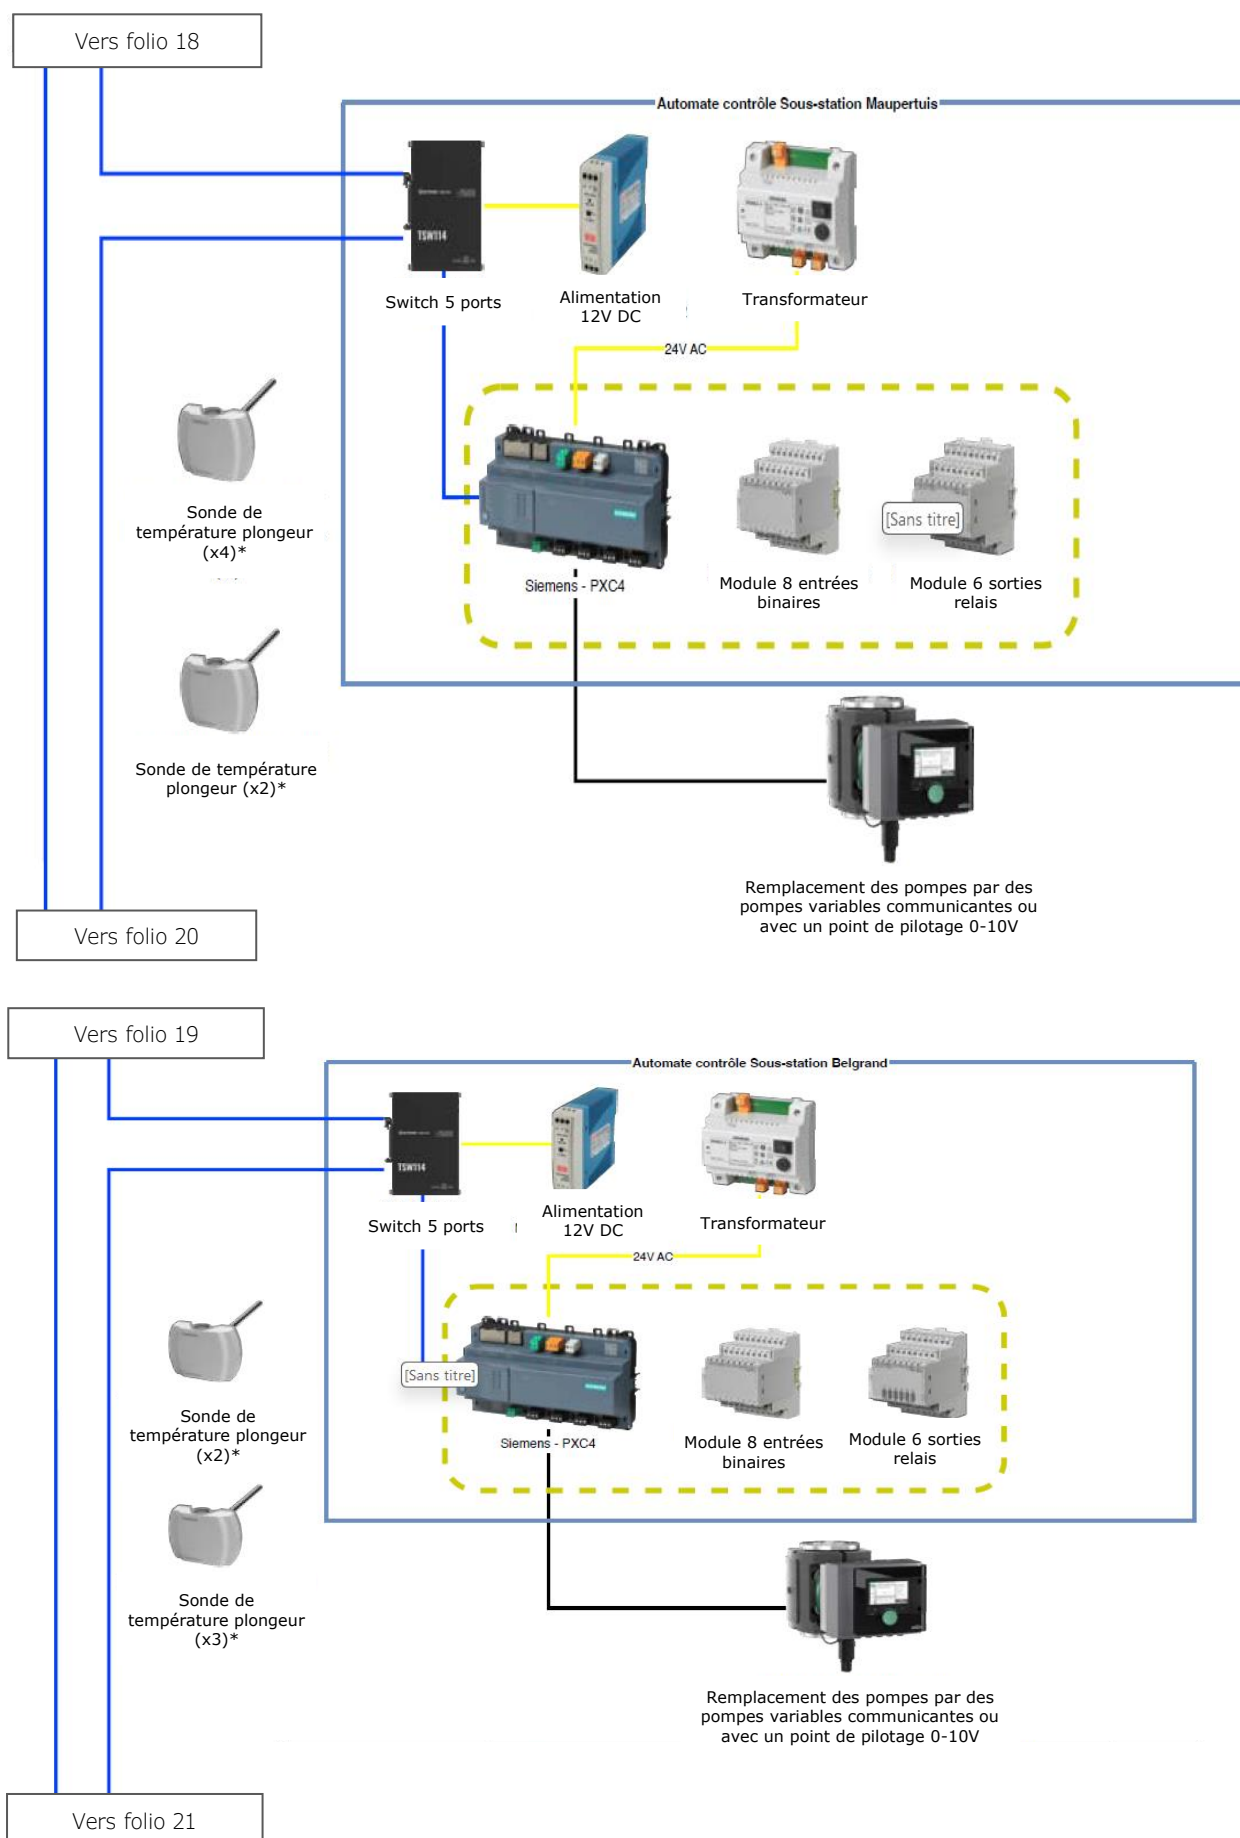 Vers folio 18
Automate contrôle Sous-station Maupertuis
TSW114
Switch 5 ports
Alimentation
12V DC
Transformateur
24V AC
Sonde de
température plongeur
(x4)*
[Sans titre]
Siemens - PXC4
Module 8 entrées
binaires
Module 6 sorties
relais
Sonde de température
plongeur (x2)*
Remplacement des pompes par des
pompes variables communicantes ou
avec un point de pilotage 0-10V
Vers folio 20
Vers folio 19
Automate contrôle Sous-station Belgrand
TSW114
Switch 5 ports
Alimentation
12V DC
Transformateur
24V AC
[Sans titre]
Sonde de
température plongeur
(x2)*
Siemens - PXC4
Module 8 entrées
binaires
Module 6 sorties
relais
Sonde de
température plongeur
(x3)*
Remplacement des pompes par des
pompes variables communicantes ou
avec un point de pilotage 0-10V
Vers folio 21